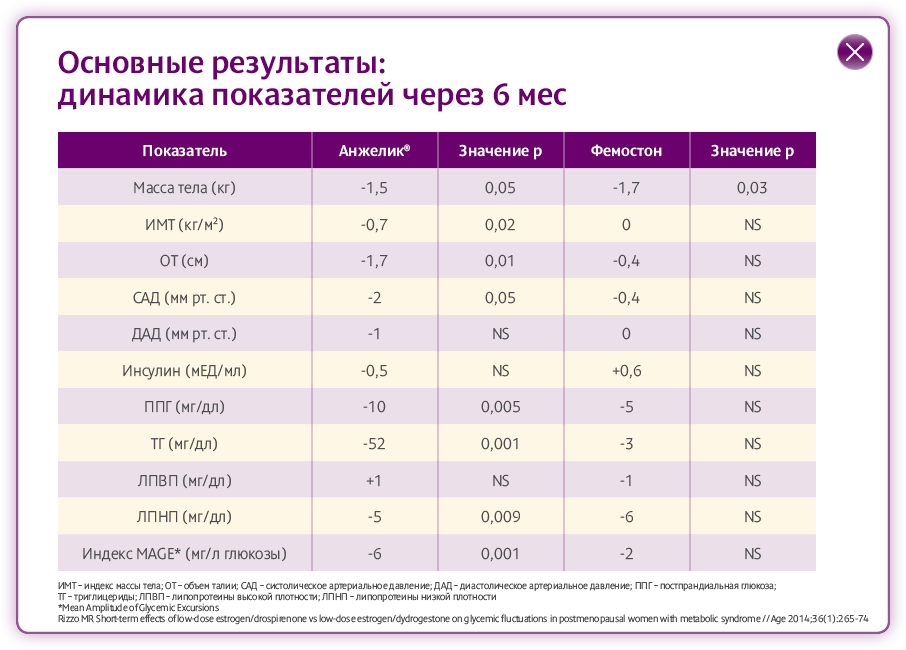 Основные результаты:
динамика показателей через 6 мес
Показатель Анжелик® Значение p Фемостон Значение p
Масса тела (кг) -1,5 0,05 -1,7 0,03
ИМТ (кг/м²) -0,7 0,02 0 NS
ОТ (см) -1,7 0,01 -0,4 NS
САД (мм рт. ст.) -2 0,05 -0,4 NS
ДАД (мм рт. ст.) -1 NS 0 NS
Инсулин (мЕД/мл) -0,5 NS +0,6 NS
ППГ (мг/дл) -10 0,005 -5 NS
ТГ (мг/дл) -52 0,001 -3 NS
ЛПВП (мг/дл) +1 NS -1 NS
ЛПНП (мг/дл) -5 0,009 -6 NS
Индекс MAGE* (мг/л глюкозы) -6 0,001 -2 NS
ИМТ – индекс массы тела; ОТ – объем талии; САД – систолическое артериальное давление; ДАД – диастолическое артериальное давление; ППГ – постпрандиальная глюкоза;
ТГ – триглицериды; ЛПВП – липопротеины высокой плотности; ЛПНП – липопротеины низкой плотности
*Mean Amplitude of Glycemic Excursions
Rizzo MR Short-term effects of low-dose estrogen/drospirenone vs low-dose estrogen/dydrogestone on glycemic fluctuations in postmenopausal women with metabolic syndrome // Age 2014;36(1):265-74